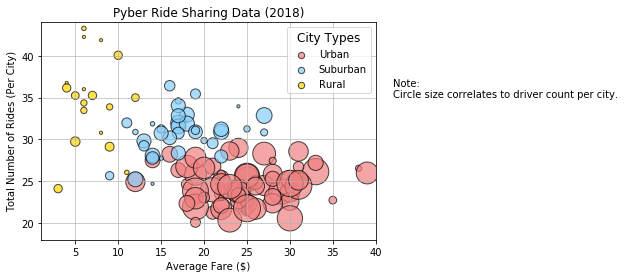 Pyber Ride Sharing Data (2018)
Total Number of Rides (Per City)
40
35
30
25
20
City Types
Urban
Suburban
Rural
Note:
Circle size correlates to driver count per city.
5
10
15
20
25
30
35
40
Average Fare ($)